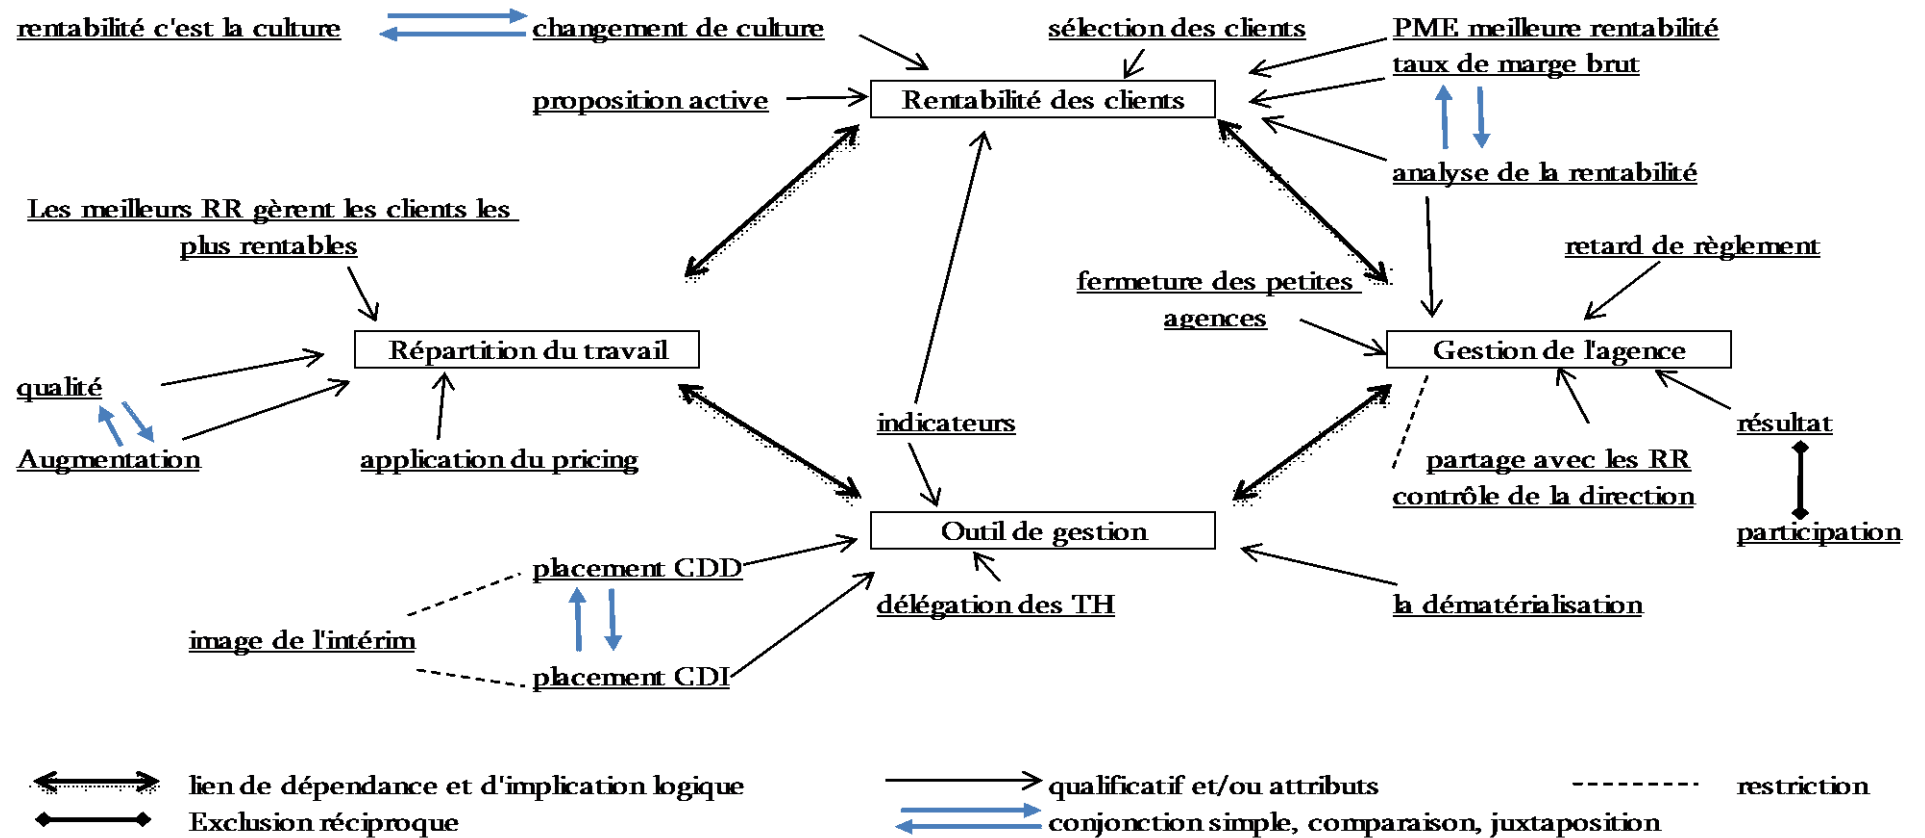 rentabilité c'est la culture
changement de culture
sélection des clients
PME meilleure rentabilité
taux de marge brut
proposition active
Rentabilité des clients
analyse de la rentabilité
Les meilleurs RR gèrent les clients les
plus rentables
retard de règlement
fermeture des petites
agences
Répartition du travail
Gestion de l'agence
qualité
indicateurs
résultat
Augmentation
application du pricing
partage avec les RR
contrôle de la direction
Outil de gestion
participation
placement CDD
délégation des TH
la dématérialisation
image de l'intérim
placement CDI
lien de dépendance et d'implication logique
qualificatif et/ou attributs
restriction
Exclusion réciproque
conjonction simple, comparaison, juxtaposition